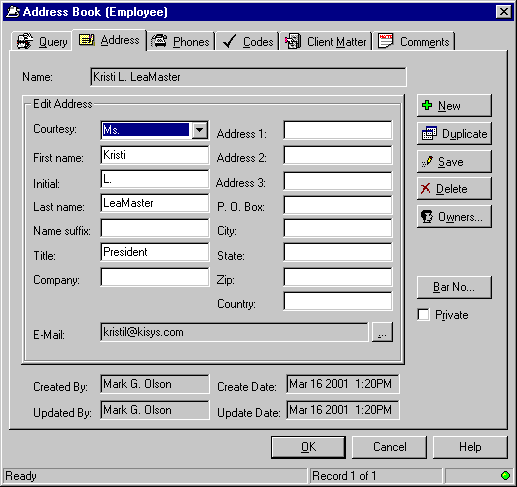 Address Book (Employee)
Query Address Phones Codes Client Matter Comments
Name: Kristi L. LeaMaster
Edit Address
Courtesy: Ms.
First name: Kristi
Initial: L.
Last name: LeaMaster
Name suffix:
Title: President
Company:
Address 1:
Address 2:
Address 3:
P. O. Box:
City:
State:
Zip:
Country:
E-Mail: kristil@kisys.com ...
New
Duplicate
Save
Delete
Owners...
Bar No...
Private
Created By: Mark G. Olson Create Date: Mar 16 2001 1:20PM
Updated By: Mark G. Olson Update Date: Mar 16 2001 1:20PM
OK Cancel Help
Ready Record 1 of 1